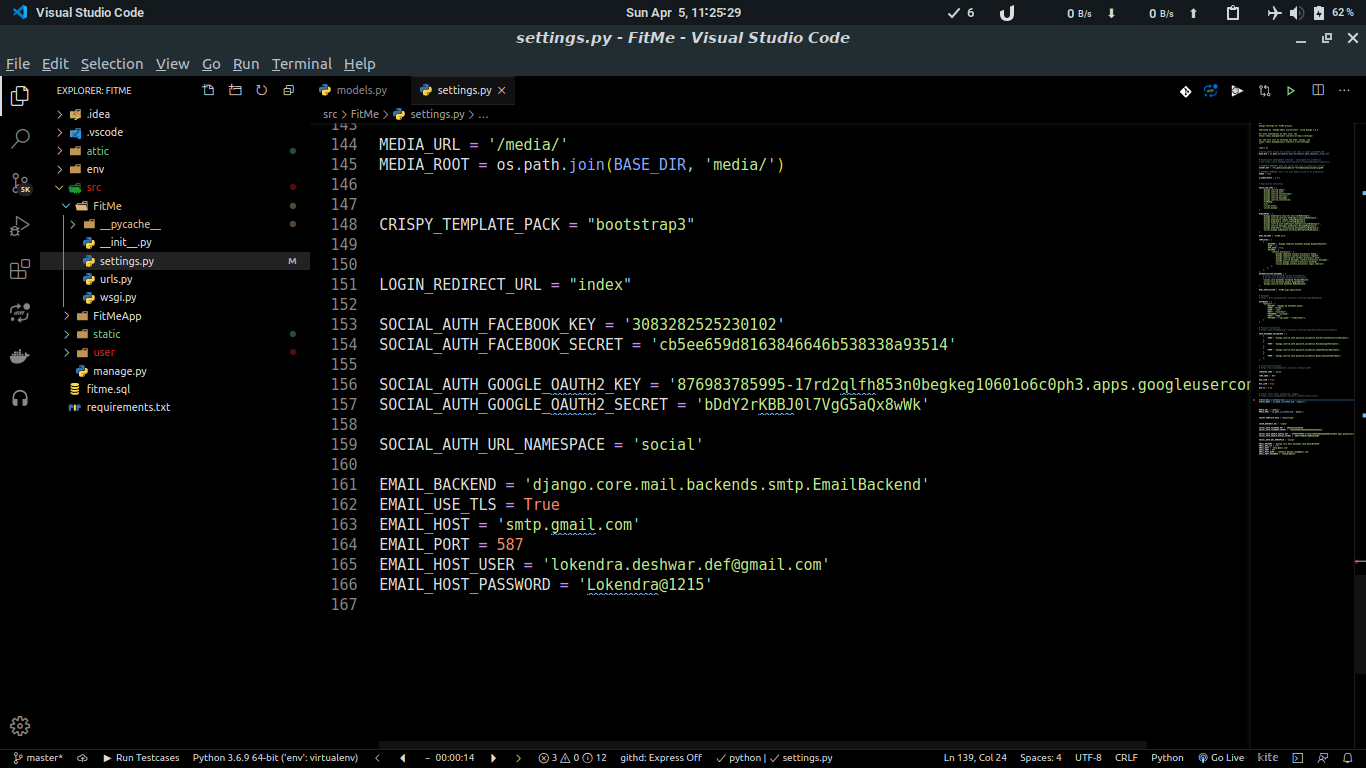 Visual Studio Code
Sun Apr 5, 11:25:29
6
0 B/s
0 B/s
62 %
settings.py - FitMe - Visual Studio Code
File Edit Selection View Go Run Terminal Help
EXPLORER: FITME
models.py
settings.py
.idea
.vscode
attic
env
src
FitMe
__pycache__
__init__.py
settings.py M
urls.py
wsgi.py
FitMeApp
static
user
manage.py
fitme.sql
requirements.txt
5K
src > FitMe > settings.py > ...
143
144 MEDIA_URL = '/media/'
145 MEDIA_ROOT = os.path.join(BASE_DIR, 'media/')
146
147
148 CRISPY_TEMPLATE_PACK = "bootstrap3"
149
150
151 LOGIN_REDIRECT_URL = "index"
152
153 SOCIAL_AUTH_FACEBOOK_KEY = '3083282525230102'
154 SOCIAL_AUTH_FACEBOOK_SECRET = 'cb5ee659d8163846646b538338a93514'
155
156 SOCIAL_AUTH_GOOGLE_OAUTH2_KEY = '876983785995-17rd2qlfh853n0begkeg10601o6c0ph3.apps.googleusercon
157 SOCIAL_AUTH_GOOGLE_OAUTH2_SECRET = 'bDdY2rKBBJ0l7VgG5aQx8wWk'
158
159 SOCIAL_AUTH_URL_NAMESPACE = 'social'
160
161 EMAIL_BACKEND = 'django.core.mail.backends.smtp.EmailBackend'
162 EMAIL_USE_TLS = True
163 EMAIL_HOST = 'smtp.gmail.com'
164 EMAIL_PORT = 587
165 EMAIL_HOST_USER = 'lokendra.deshwar.def@gmail.com'
166 EMAIL_HOST_PASSWORD = 'Lokendra@1215'
167
master* Run Testcases Python 3.6.9 64-bit ('env': virtualenv) – 00:00:14 3 0 12 githd: Express Off python | settings.py Ln 139, Col 24 Spaces: 4 UTF-8 CRLF Python Go Live kite